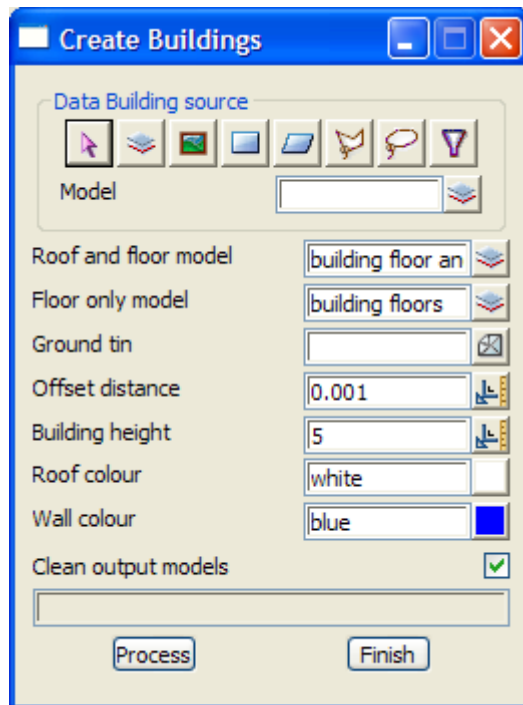 Create Buildings
Data Building source
Model
Roof and floor model building floor an
Floor only model building floors
Ground tin
Offset distance 0.001
Building height 5
Roof colour white
Wall colour blue
Clean output models
Process Finish